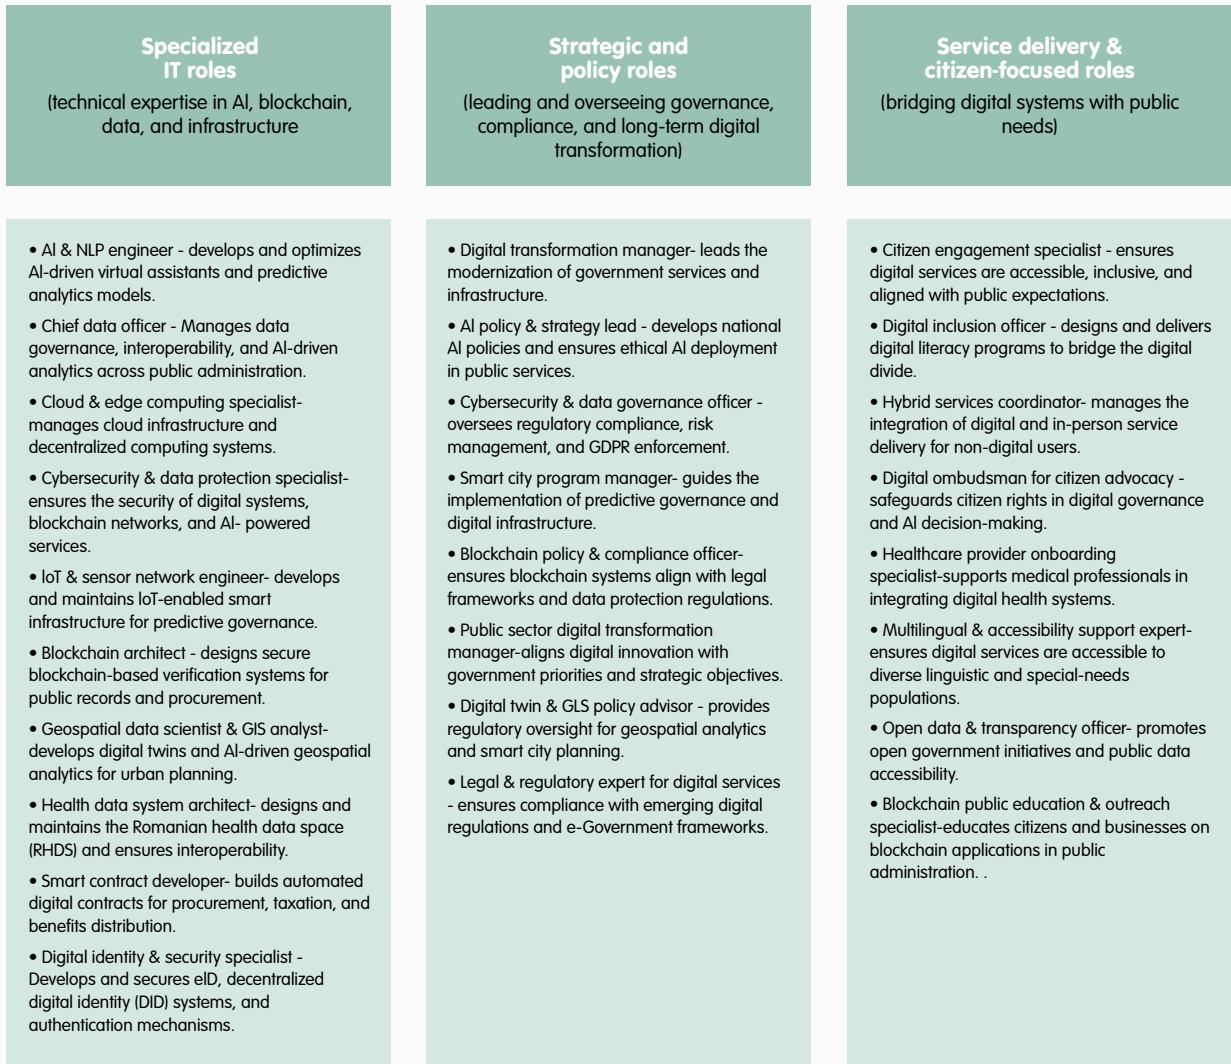 Specialized
IT roles
(technical expertise in AI, blockchain,
data, and infrastructure
• AI & NLP engineer - develops and optimizes
AI-driven virtual assistants and predictive
analytics models.
• Chief data officer - Manages data
governance, interoperability, and AI-driven
analytics across public administration.
• Cloud & edge computing specialist-
manages cloud infrastructure and
decentralized computing systems.
• Cybersecurity & data protection specialist-
ensures the security of digital systems,
blockchain networks, and AI- powered
services.
• IoT & sensor network engineer- develops
and maintains IoT-enabled smart
infrastructure for predictive governance.
• Blockchain architect - designs secure
blockchain-based verification systems for
public records and procurement.
• Geospatial data scientist & GIS analyst-
develops digital twins and AI-driven geospatial
analytics for urban planning.
• Health data system architect- designs and
maintains the Romanian health data space
(RHDS) and ensures interoperability.
• Smart contract developer- builds automated
digital contracts for procurement, taxation, and
benefits distribution.
• Digital identity & security specialist -
Develops and secures eID, decentralized
digital identity (DID) systems, and
authentication mechanisms.
Strategic and
policy roles
(leading and overseeing governance,
compliance, and long-term digital
transformation)
• Digital transformation manager- leads the
modernization of government services and
infrastructure.
• AI policy & strategy lead - develops national
AI policies and ensures ethical AI deployment
in public services.
• Cybersecurity & data governance officer -
oversees regulatory compliance, risk
management, and GDPR enforcement.
• Smart city program manager- guides the
implementation of predictive governance and
digital infrastructure.
• Blockchain policy & compliance officer-
ensures blockchain systems align with legal
frameworks and data protection regulations.
• Public sector digital transformation
manager-aligns digital innovation with
government priorities and strategic objectives.
• Digital twin & GLS policy advisor - provides
regulatory oversight for geospatial analytics
and smart city planning.
• Legal & regulatory expert for digital services
- ensures compliance with emerging digital
regulations and e-Government frameworks.
Service delivery &
citizen-focused roles
(bridging digital systems with public
needs)
• Citizen engagement specialist - ensures
digital services are accessible, inclusive, and
aligned with public expectations.
• Digital inclusion officer - designs and delivers
digital literacy programs to bridge the digital
divide.
• Hybrid services coordinator- manages the
integration of digital and in-person service
delivery for non-digital users.
• Digital ombudsman for citizen advocacy -
safeguards citizen rights in digital governance
and AI decision-making.
• Healthcare provider onboarding
specialist-supports medical professionals in
integrating digital health systems.
• Multilingual & accessibility support expert-
ensures digital services are accessible to
diverse linguistic and special-needs
populations.
• Open data & transparency officer- promotes
open government initiatives and public data
accessibility.
• Blockchain public education & outreach
specialist-educates citizens and businesses on
blockchain applications in public
administration. .